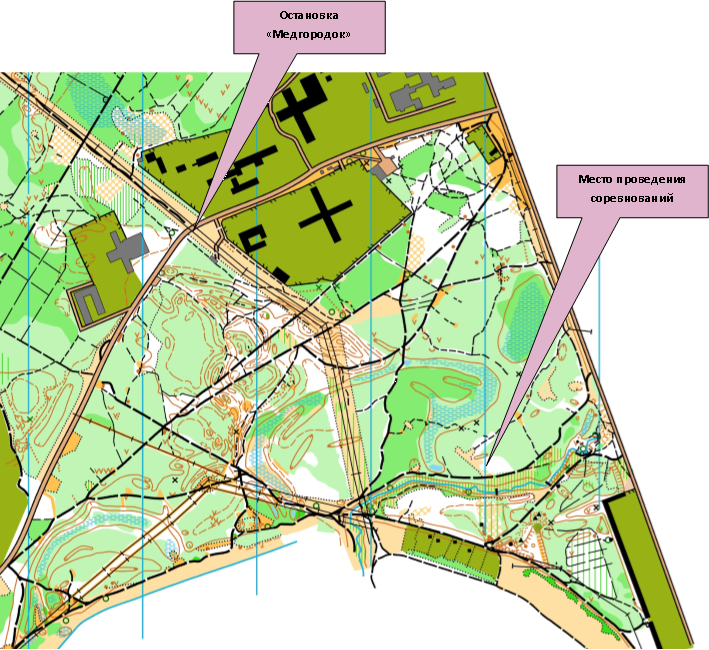 Остановка
«Медгородок»
Место проведения
соревнований